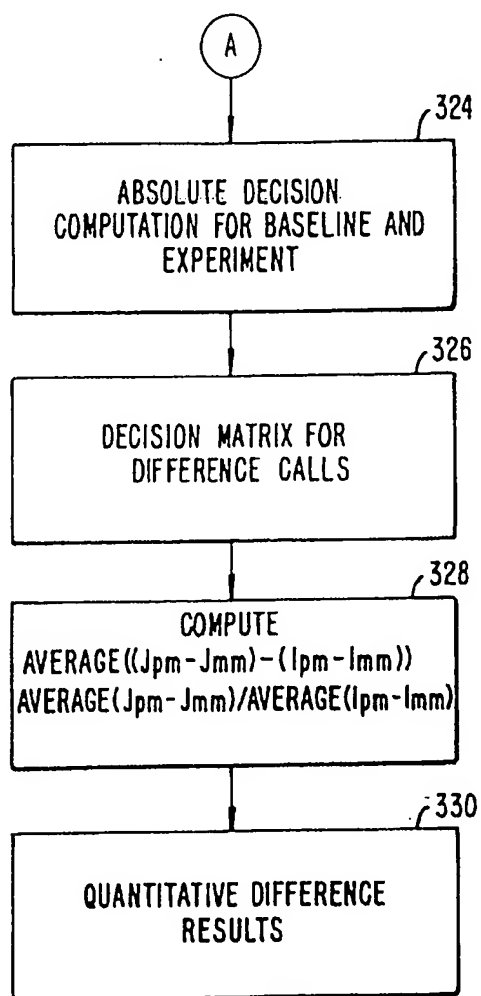 A
324
ABSOLUTE DECISION
COMPUTATION FOR BASELINE AND
EXPERIMENT
326
DECISION MATRIX FOR
DIFFERENCE CALLS
328
COMPUTE
AVERAGE((Jpm-Jmm)-(Ipm-Imm))
AVERAGE(Jpm-Jmm)/AVERAGE(Ipm-Imm)
330
QUANTITATIVE DIFFERENCE
RESULTS